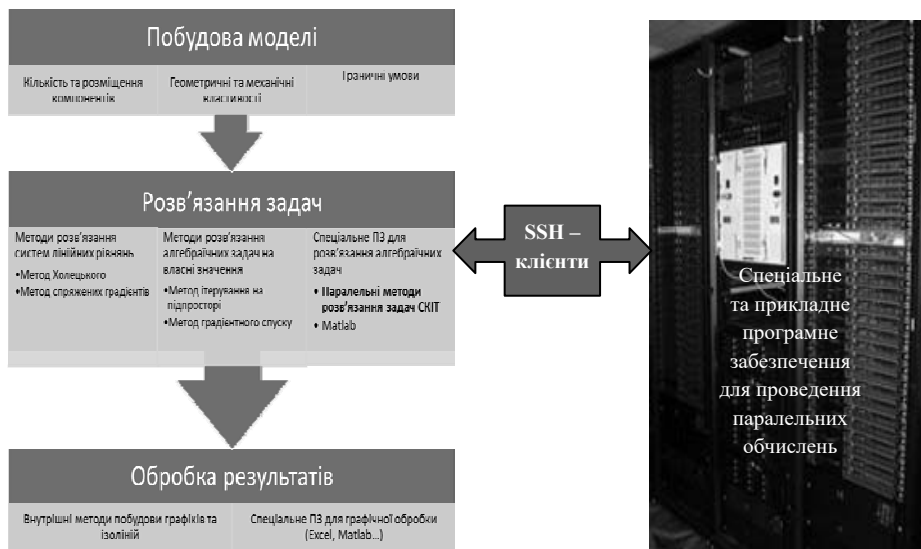 Побудова моделі
Кількість та розміщення
компонентів
Геометричні та механічні
властивості
Граничні умови
Розв’язання задач
Методи розв’язання
систем лінійних рівнянь
•Метод Холецького
•Метод спряжених градієнтів
Методи розв’язання
алгебраїчних задач на
власні значення
•Метод ітерування на
підпросторі
•Метод градієнтного спуску
Спеціальне ПЗ для
розв’язання алгебраїчних
задач
• Паралельні методи
розв’язання задач СКІТ
• Matlab
Обробка результатів
Внутрішні методи побудови графіків та
ізоліній
Спеціальне ПЗ для графічної обробки
(Excel, Matlab...)
SSH –
клієнти
Спеціальне
та прикладне
програмне
забезпечення
для проведення
паралельних
обчислень